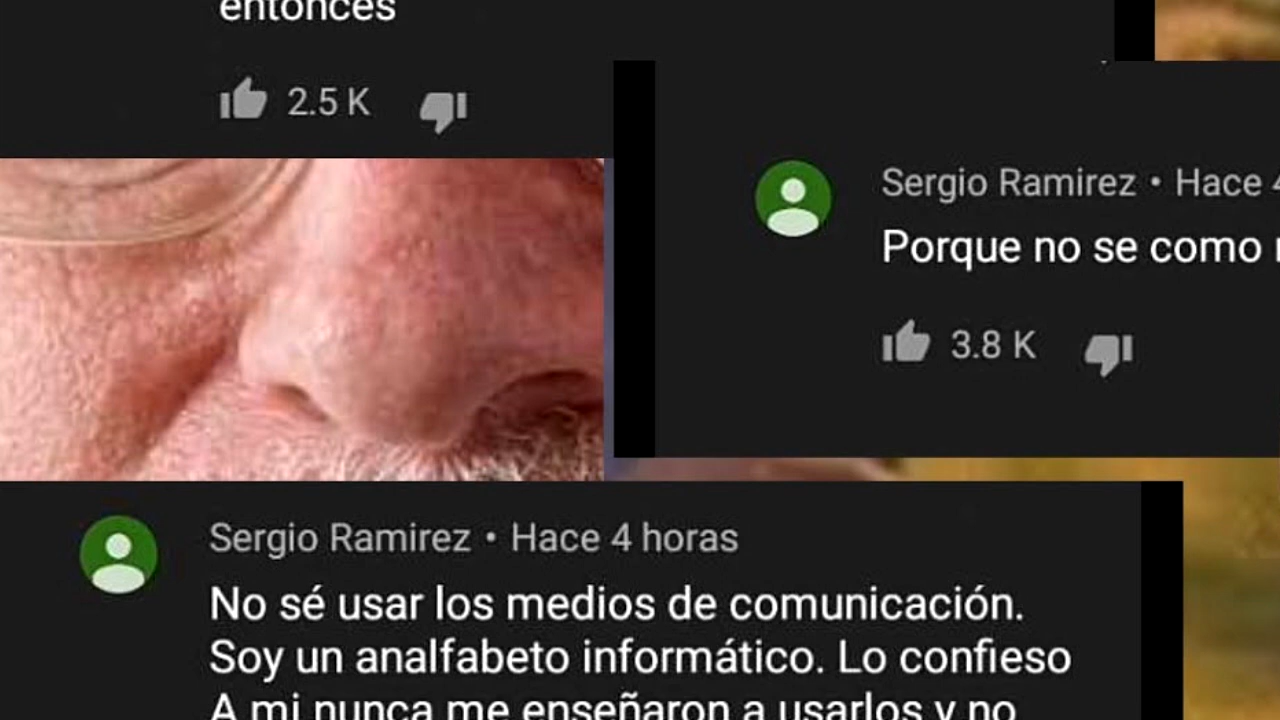 entonces
2.5 K
Sergio Ramirez • Hace 4
Porque no se como
3.8 K
Sergio Ramirez • Hace 4 horas
No sé usar los medios de comunicación.
Soy un analfabeto informático. Lo confieso
A mi nunca me enseñaron a usarlos y no